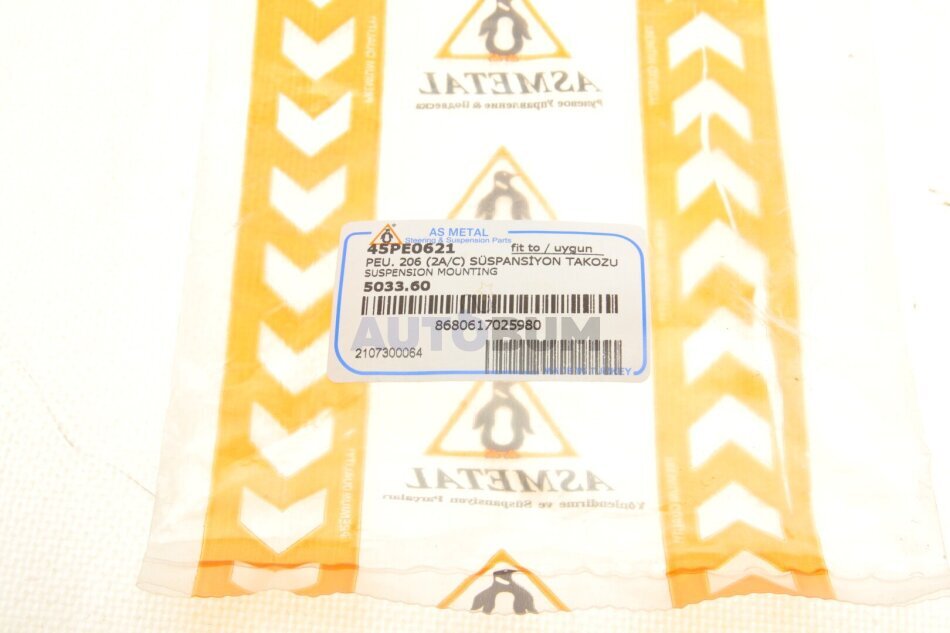 ASMETAL
Рулевое Управление & Подвеска
AS METAL
Steering & Suspension Parts
45PE0621 fit to / uygun
PEU. 206 (2A/C) SÜSPANSİYON TAKOZU
SUSPENSION MOUNTING
5033.60
8680617025980
AUTOBUM
2107300064
MADE IN TURKEY
ASMETAL
Yönlendirme ve Süspansiyon Parçaları